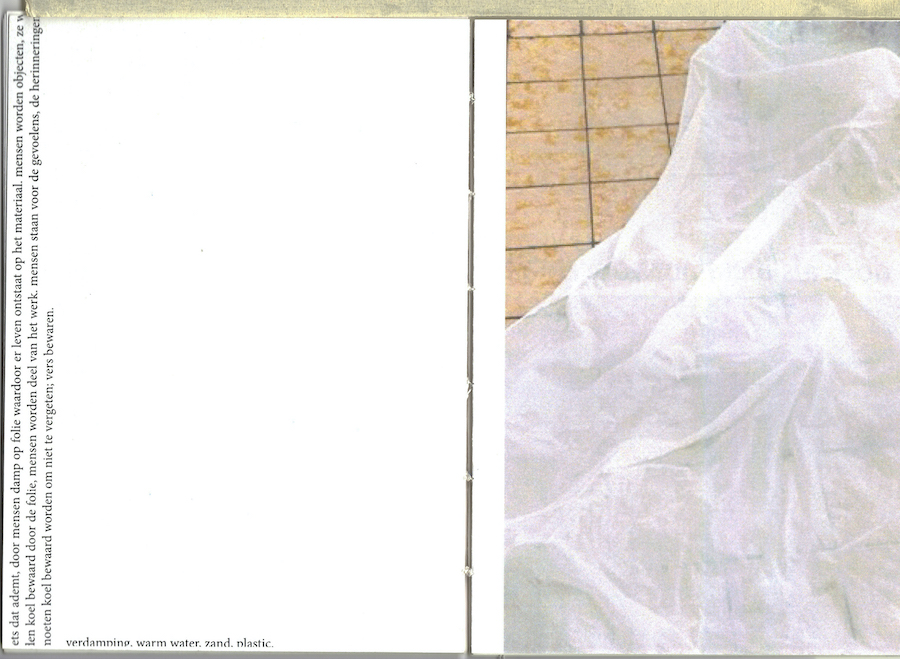 ets dat ademt, door mensen damp op folie waardoor er leven ontstaat op het materiaal. mensen worden objecten, ze w
len koel bewaard door de folie, mensen worden deel van het werk. mensen staan voor de gevoelens, de herinneringen
noeten koel bewaard worden om niet te vergeten; vers bewaren.
verdamping, warm water, zand, plastic.